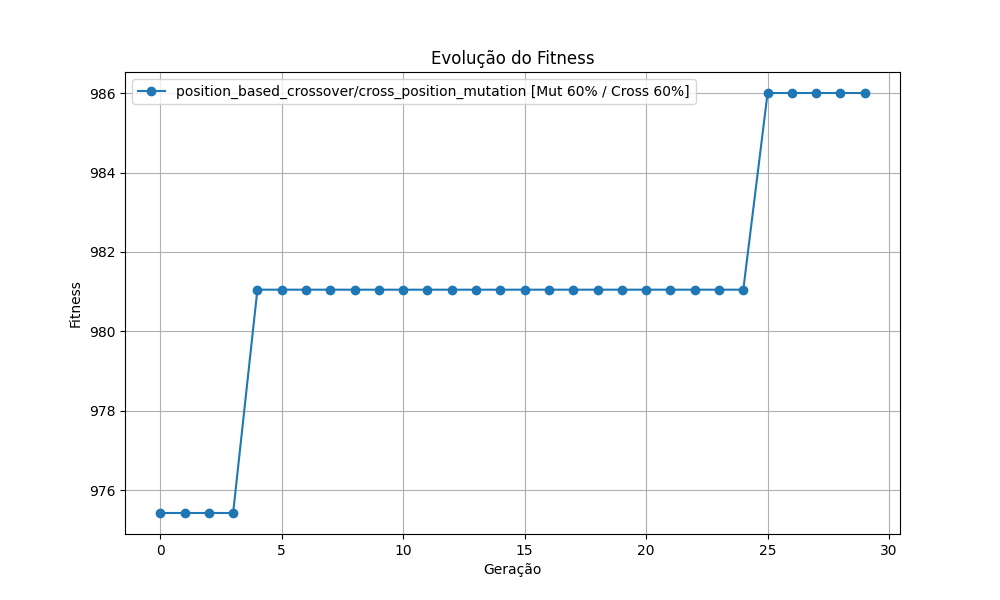 Evolução do Fitness
position_based_crossover/cross_position_mutation [Mut 60% / Cross 60%]
986
984
982
980
978
976
Fitness
0 5 10 15 20 25 30
Geração